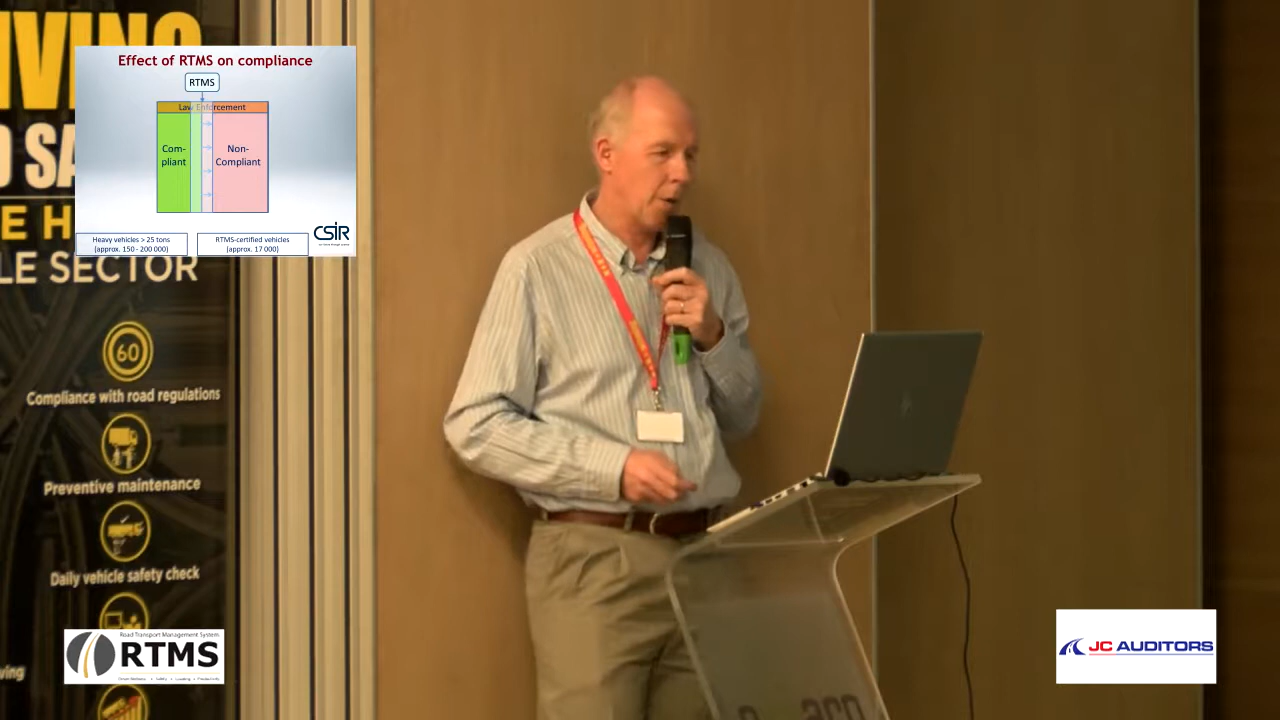 Effect of RTMS on compliance
RTMS
Law Enforcement
Com-
pliant
Non-
Compliant
Heavy vehicles > 25 tons
(approx. 150 - 200 000)
RTMS-certified vehicles
(approx. 17 000)
CSIR
LE SECTOR
60
Compliance with road regulations
Preventive maintenance
Daily vehicle safety check
Road Transport Management System
RTMS
JC AUDITORS